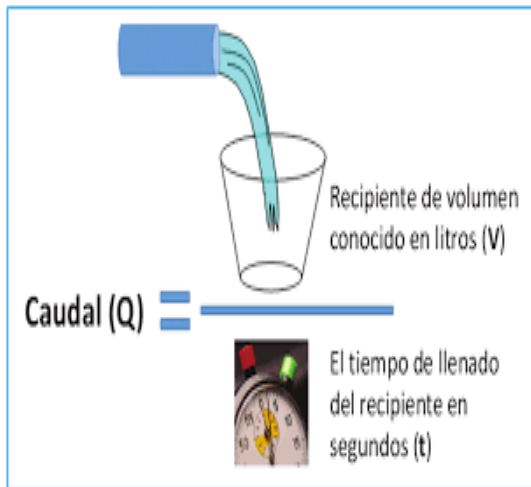 Recipiente de volumen
conocido en litros (V)
Caudal (Q)
El tiempo de llenado
del recipiente en
segundos (t)